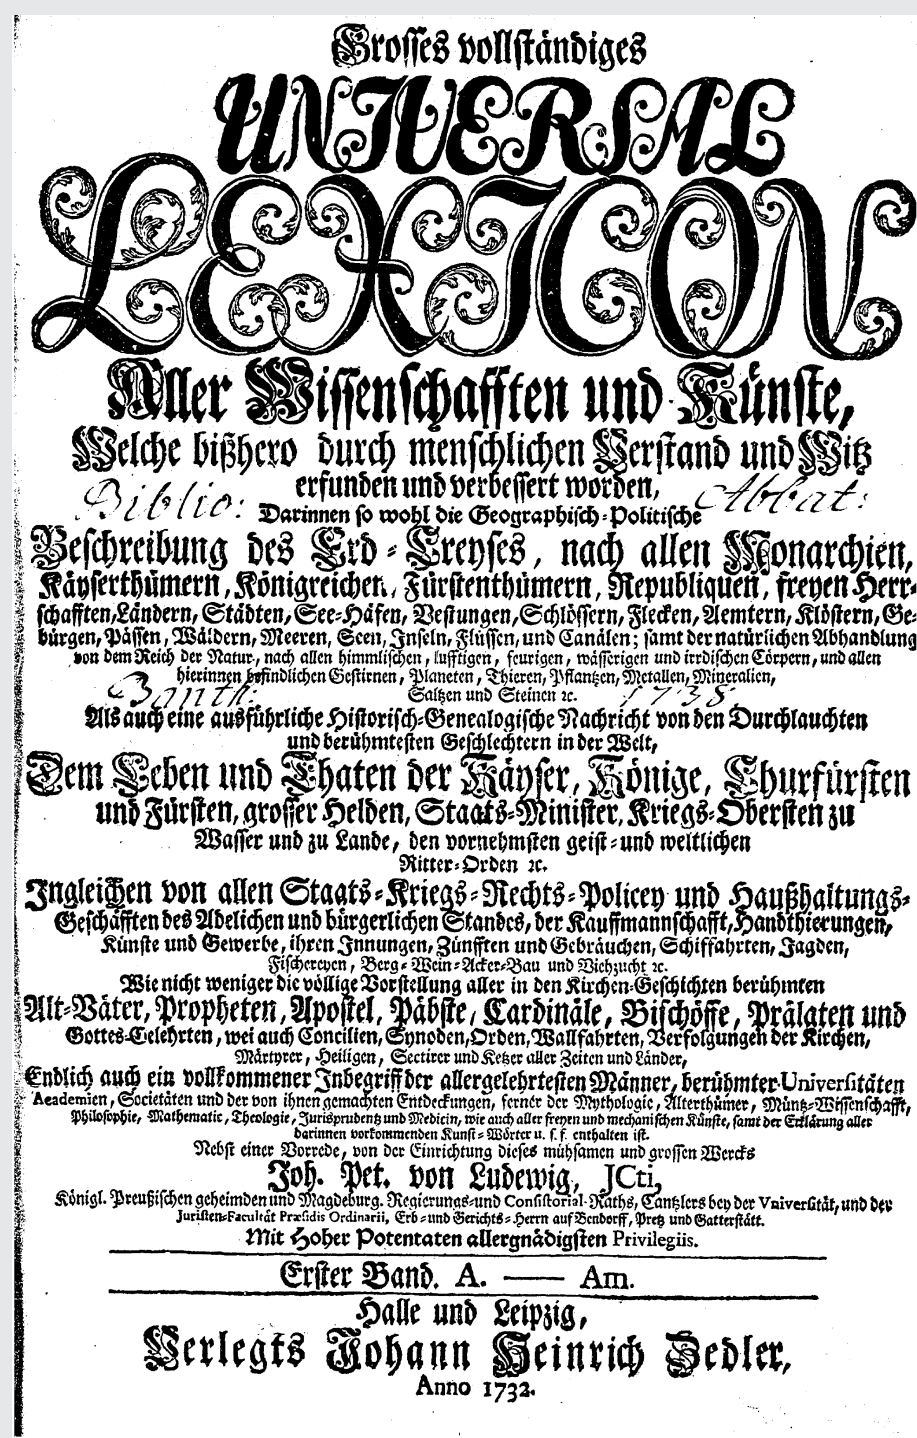 Grosses vollständiges
UNIVERSAL
LEXICON
Aller Wissenschafften und Künste,
Welche bißhero durch menschlichen Verstand und Witz
erfunden und verbessert worden,
Biblio: Abbat:
Darinnen so wohl die Geographisch-Politische
Beschreibung des Erd-Creyses, nach allen Monarchien,
Käyserthümern, Königreichen, Fürstenthümern, Republiquen, freyen Herr-
schafften, Ländern, Städten, See-Häfen, Vestungen, Schlössern, Flecken, Aemtern, Klöstern, Ge-
bürgen, Pässen, Wäldern, Meeren, Seen, Inseln, Flüssen, und Canälen; samt der natürlichen Abhandlung
von dem Reich der Natur, nach allen himmlischen, lufftigen, feurigen, wässerigen und irrdischen Cörpern, und allen
hierinnen befindlichen Gestirnen, Planeten, Thieren, Pflantzen, Metallen, Mineralien,
Banth: Saltzen und Steinen ꝛc. 1738
Als auch eine ausführliche Historisch-Genealogische Nachricht von den Durchlauchten
und berühmtesten Geschlechtern in der Welt,
Dem Leben und Thaten der Käyser, Könige, Churfürsten
und Fürsten, grosser Helden, Staats-Minister, Kriegs-Obersten zu
Wasser und zu Lande, den vornehmsten geist- und weltlichen
Ritter-Orden ꝛc.
Ingleichen von allen Staats-Kriegs-Rechts-Policey und Haußhaltungs-
Geschäfften des Adelichen und bürgerlichen Standes, der Kauffmannschafft, Handthierungen,
Künste und Gewerbe, ihren Innungen, Zünfften und Gebräuchen, Schiffahrten, Jagden,
Fischereyen, Berg-Wein-Acker-Bau und Viehzucht ꝛc.
Wie nicht weniger die völlige Vorstellung aller in den Kirchen-Geschichten berühmten
Alt-Väter, Propheten, Apostel, Päbste, Cardinäle, Bischöffe, Prälaten und
Gottes-Gelehrten, wei auch Concilien, Synoden, Orden, Wallfahrten, Verfolgungen der Kirchen,
Märtyrer, Heiligen, Sectirer und Ketzer aller Zeiten und Länder,
Endlich auch ein vollkommener Inbegriff der allergelehrtesten Männer, berühmter Universitäten
Academien, Societäten und der von ihnen gemachten Entdeckungen, ferner der Mythologie, Alterthümer, Müntz-Wissenschafft,
Philosophie, Mathematic, Theologie, Jurisprudentz und Medicin, wie auch aller freyen und mechanischen Künste, samt der Erklärung aller
darinnen vorkommenden Kunst-Wörter u. s. f. enthalten ist.
Nebst einer Vorrede, von der Einrichtung dieses mühsamen und grossen Wercks
Joh. Pet. von Ludewig, JCti,
Königl. Preußischen geheimden und Magdeburg. Regierungs- und Consistorial-Raths, Cantzlers bey der Vniversität, und der
Juristen-Facultät Præsidis Ordinarii, Erb- und Gerichts-Herrn auf Bendorff, Pretz und Gatterstätt.
Mit Hoher Potentaten allergnädigsten Privilegiis.
Erster Band. A. — Am.
Halle und Leipzig,
Verlegts Johann Heinrich Zedler,
Anno 1732.